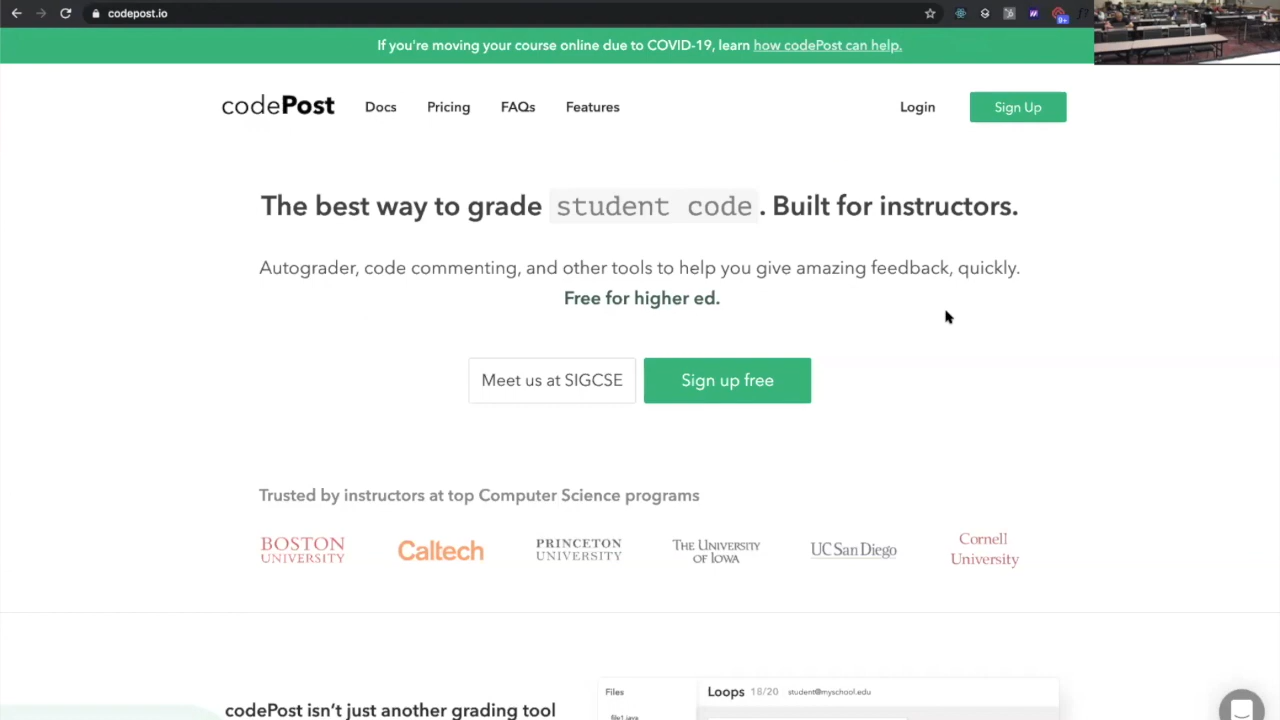 codepost.io
9+
If you're moving your course online due to COVID-19, learn how codePost can help.
codePost
Docs
Pricing
FAQs
Features
Login
Sign Up
The best way to grade student code. Built for instructors.
Autograder, code commenting, and other tools to help you give amazing feedback, quickly.
Free for higher ed.
Meet us at SIGCSE
Sign up free
Trusted by instructors at top Computer Science programs
BOSTON
UNIVERSITY
Caltech
PRINCETON
UNIVERSITY
THE UNIVERSITY
OF IOWA
UC San Diego
Cornell
University
codePost isn't just another grading tool
Files
file1.java
Loops 18/20 student@myschool.edu